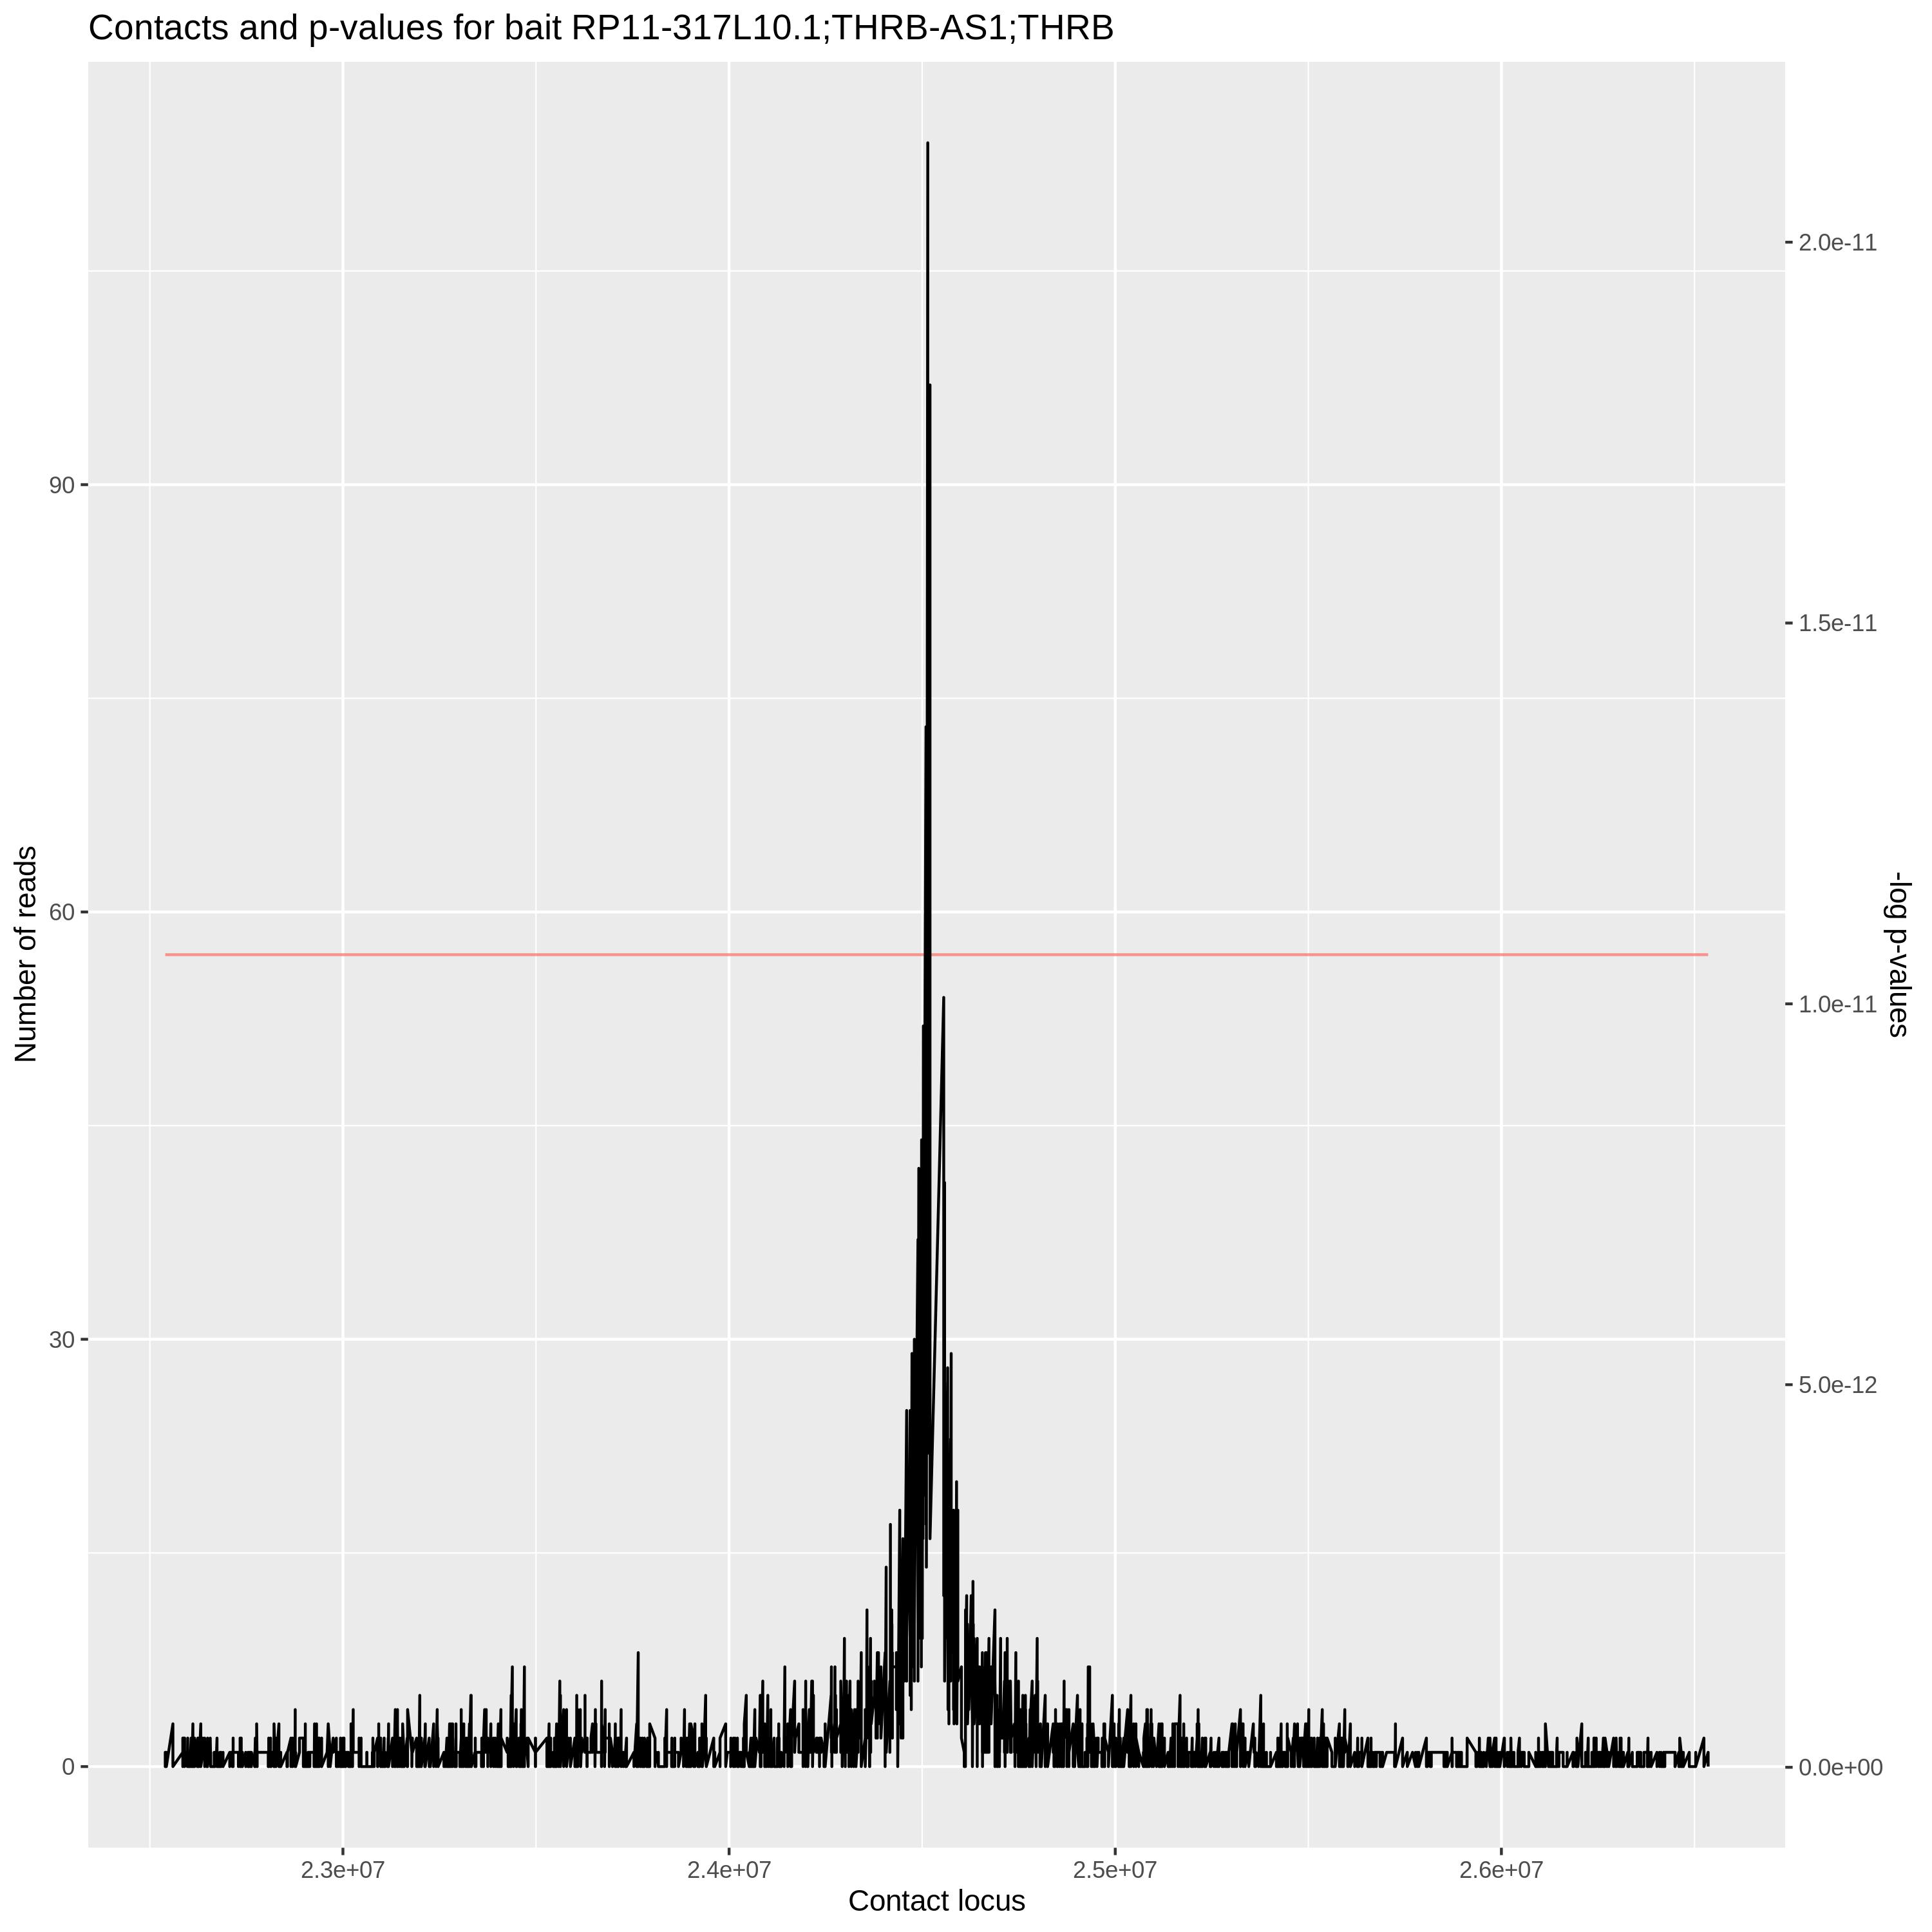 Contacts and p-values for bait RP11-317L10.1;THRB-AS1;THRB
Number of reads
90
60
30
0
2.0e-11
1.5e-11
1.0e-11
5.0e-12
0.0e+00
-log p-values
2.3e+07
2.4e+07
2.5e+07
2.6e+07
Contact locus